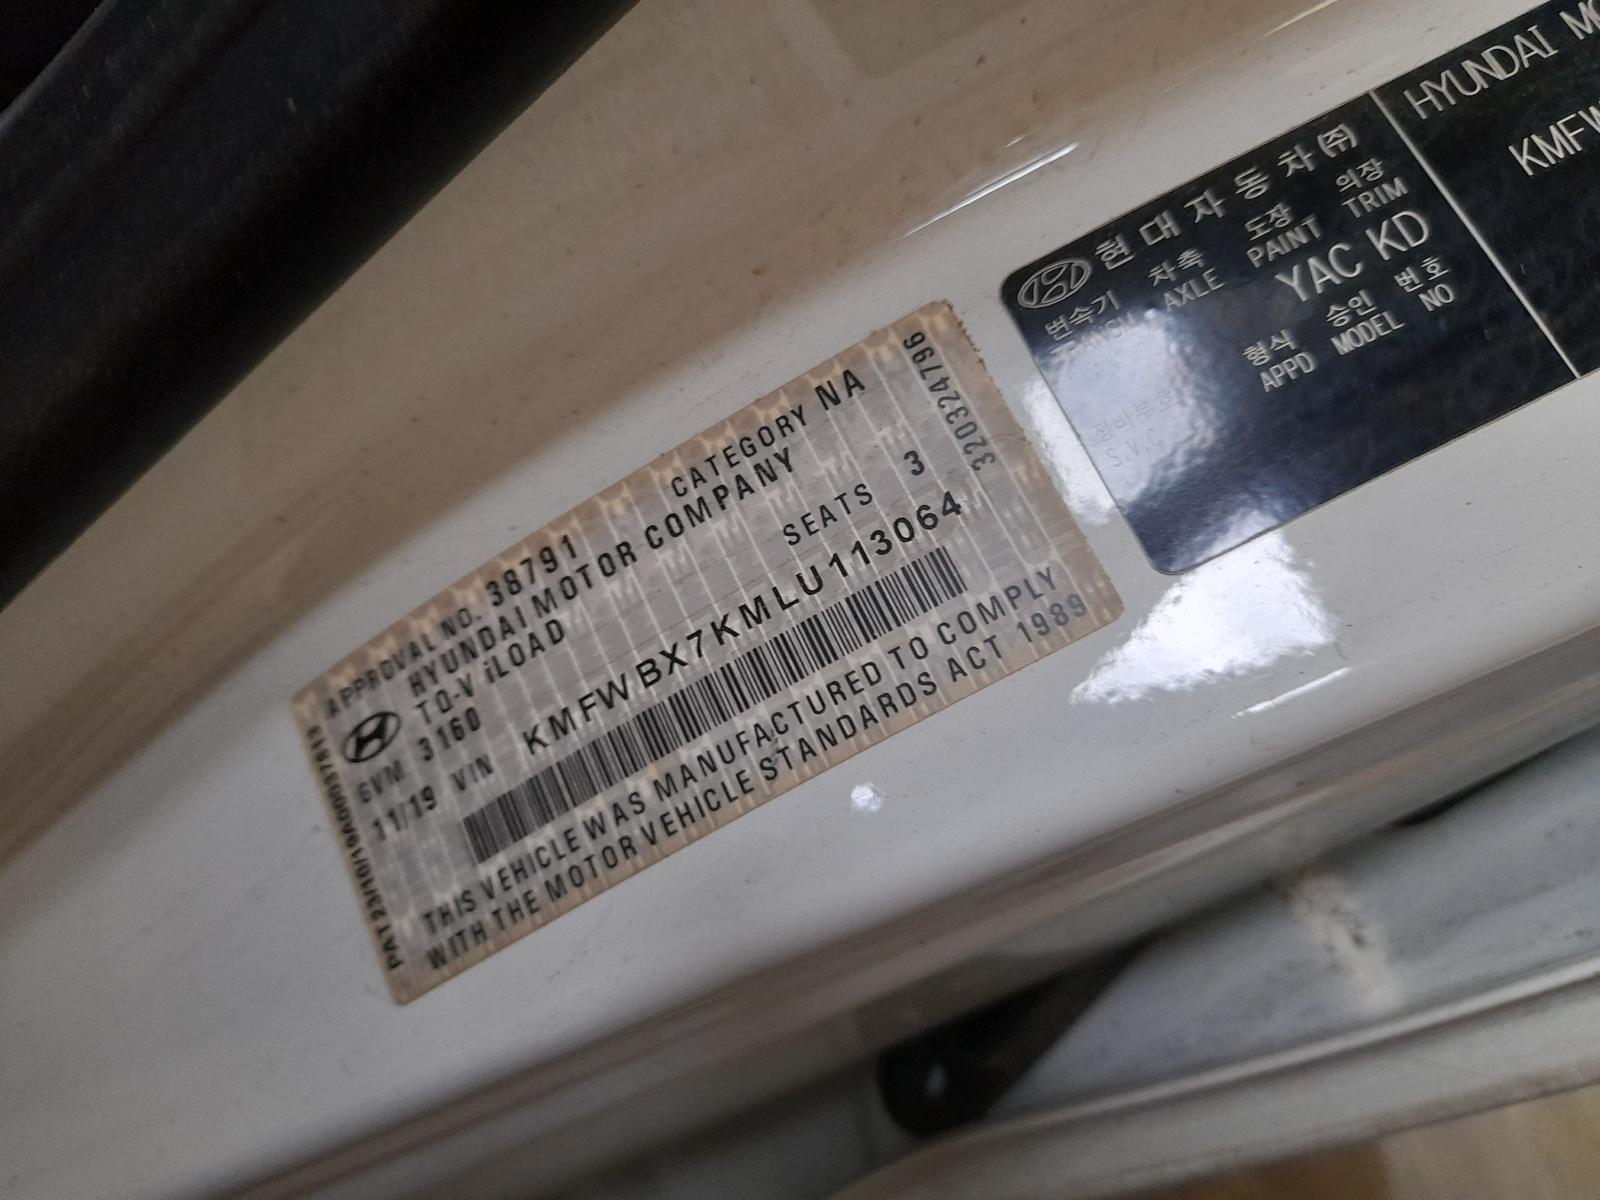 APPROVAL NO. 38791 CATEGORY NA
HYUNDAI MOTOR COMPANY
TQ-V iLOAD
GVM 3160 SEATS 3
11/19 VIN KMFWBX7KMLU113064
THIS VEHICLE WAS MANUFACTURED TO COMPLY
WITH THE MOTOR VEHICLE STANDARDS ACT 1989
3203324796
현대자동차(주)
변속기 차축 도장 의장
AXLE PAINT TRIM
YAC KD
형식 승인 번호
APPD MODEL NO
S.V.C
HYUNDAI